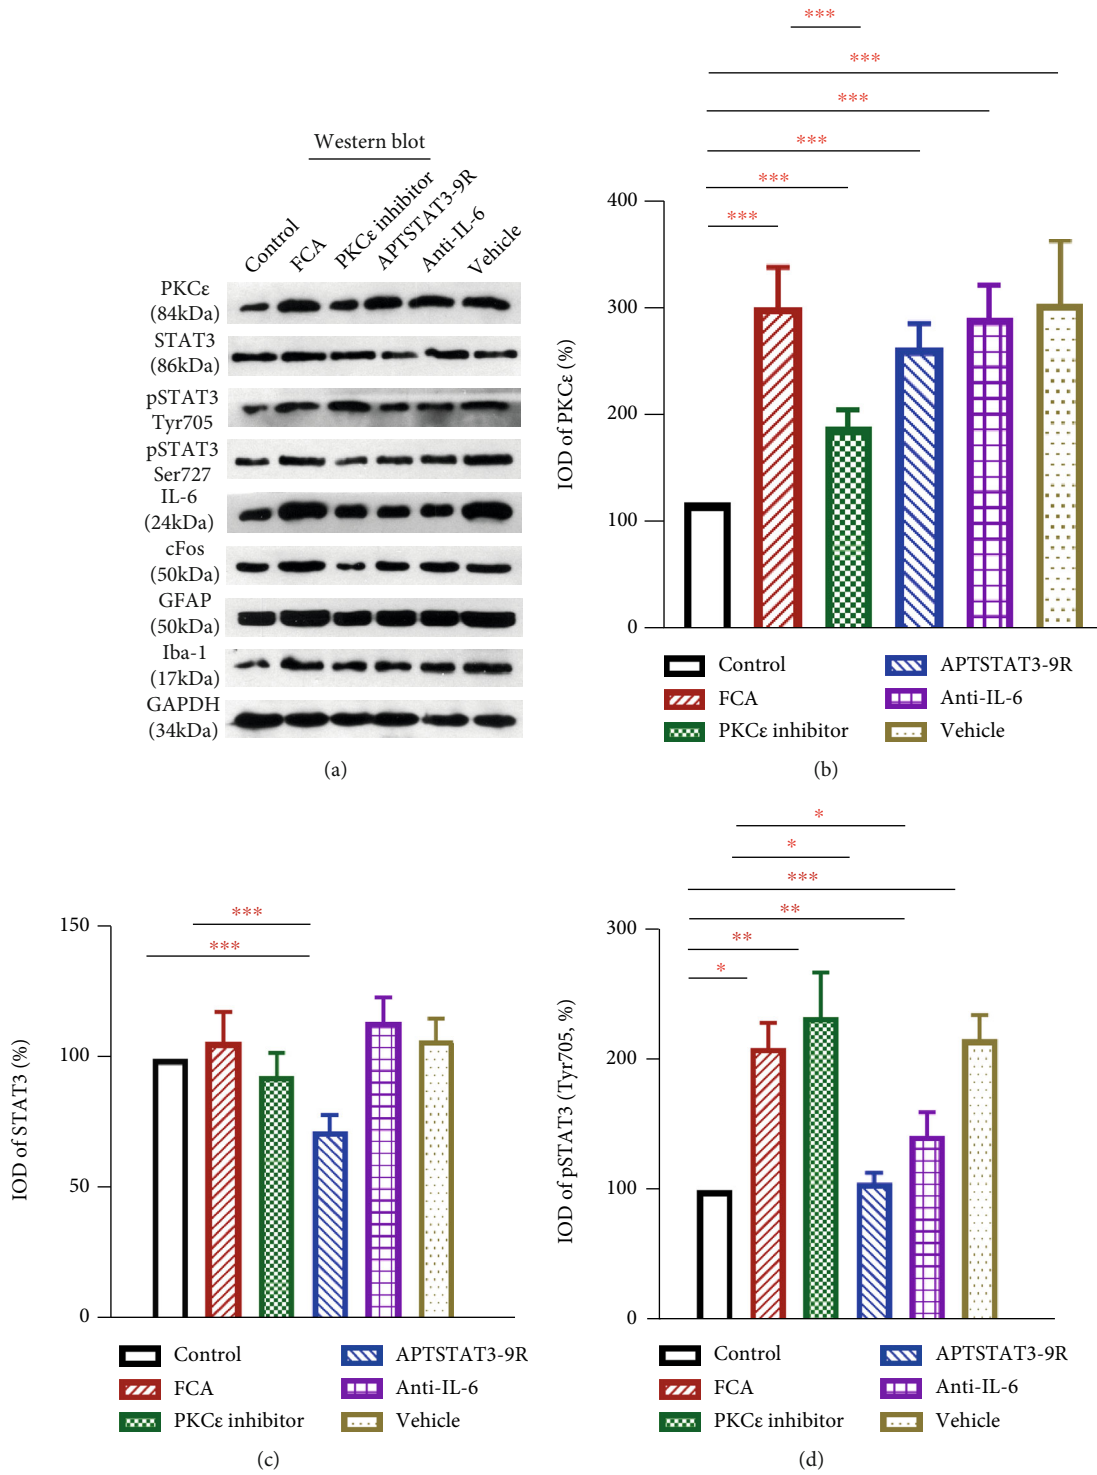 Western blot
Control
FCA
PKCε inhibitor
APTSTAT3-9R
Anti-IL-6
Vehicle
PKCε
(84kDa)
STAT3
(86kDa)
pSTAT3
Tyr705
pSTAT3
Ser727
IL-6
(24kDa)
cFos
(50kDa)
GFAP
(50kDa)
Iba-1
(17kDa)
GAPDH
(34kDa)
(a)
***
***
***
***
***
***
400
300
200
100
0
IOD of PKCε (%)
Control
FCA
PKCε inhibitor
APTSTAT3-9R
Anti-IL-6
Vehicle
(b)
***
***
150
100
50
0
IOD of STAT3 (%)
Control
FCA
PKCε inhibitor
APTSTAT3-9R
Anti-IL-6
Vehicle
(c)
*
*
***
**
**
*
300
200
100
0
IOD of pSTAT3 (Tyr705, %)
Control
FCA
PKCε inhibitor
APTSTAT3-9R
Anti-IL-6
Vehicle
(d)